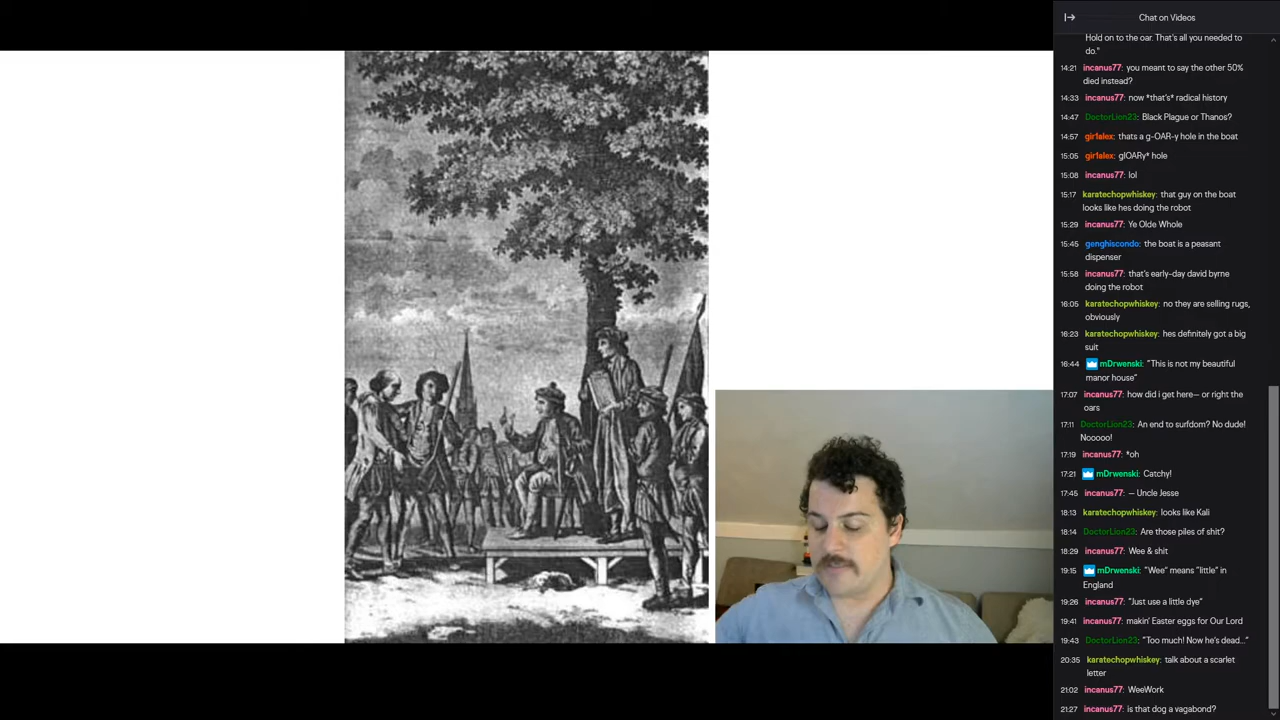 Chat on Videos
Hold on to the oar. That's all you needed to
do."
14:21 incanus77: you meant to say the other 50%
died instead?
14:33 incanus77: now *that's* radical history
14:47 DoctorLion23: Black Plague or Thanos?
14:57 gir1alex: thats a g-OAR-y hole in the boat
15:05 gir1alex: glOARy* hole
15:08 incanus77: lol
15:17 karatechopwhiskey: that guy on the boat
looks like hes doing the robot
15:29 incanus77: Ye Olde Whole
15:45 genghiscondo: the boat is a peasant
dispenser
15:58 incanus77: that's early-day david byrne
doing the robot
16:05 karatechopwhiskey: no they are selling rugs,
obviously
16:23 karatechopwhiskey: hes definitely got a big
suit
16:44 mDrwenski: "This is not my beautiful
manor house"
17:07 incanus77: how did i get here— or right the
oars
17:11 DoctorLion23: An end to surfdom? No dude!
Nooooo!
17:19 incanus77: *oh
17:21 mDrwenski: Catchy!
17:45 incanus77: — Uncle Jesse
18:13 karatechopwhiskey: looks like Kali
18:14 DoctorLion23: Are those piles of shit?
18:29 incanus77: Wee & shit
19:15 mDrwenski: "Wee" means "little" in
England
19:26 incanus77: "Just use a little dye"
19:41 incanus77: makin' Easter eggs for Our Lord
19:43 DoctorLion23: "Too much! Now he's dead..."
20:35 karatechopwhiskey: talk about a scarlet
letter
21:02 incanus77: WeeWork
21:27 incanus77: is that dog a vagabond?